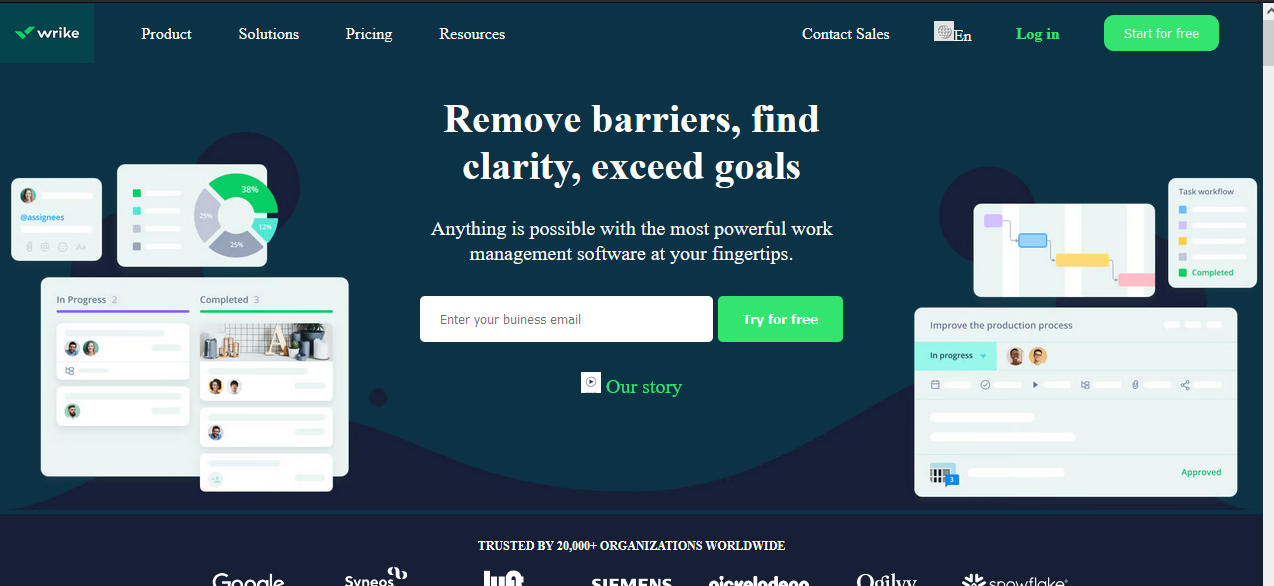 wrike
Product
Solutions
Pricing
Resources
Contact Sales
En
Log in
Start for free
Remove barriers, find
clarity, exceed goals
Anything is possible with the most powerful work
management software at your fingertips.
Enter your buiness email
Try for free
Our story
@assignees
Aa
38%
12%
25%
25%
In Progress 2
Completed 3
A
Task workflow
Completed
Improve the production process
In progress
3
Approved
TRUSTED BY 20,000+ ORGANIZATIONS WORLDWIDE
Google
Syneos
lyft
SIEMENS
nickelodeon
Ogilvy
snowflake